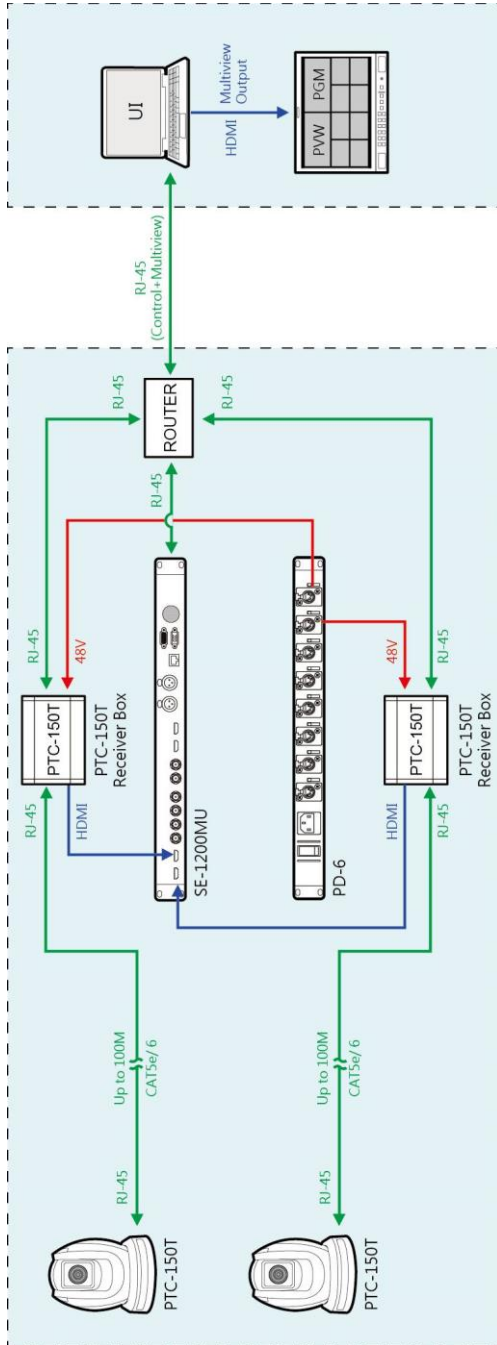 RJ-45
Up to 100M
CAT5e/ 6
PTC-150T
RJ-45
HDMI
PTC-150T
PTC-150T
Receiver Box
RJ-45
48V
RJ-45
SE-1200MU
RJ-45
ROUTER
RJ-45
(Control+Multiview)
UI
HDMI
Multiview
Output
PVW
PGM
PD-6
RJ-45
RJ-45
Up to 100M
CAT5e/ 6
PTC-150T
HDMI
RJ-45
PTC-150T
48V
RJ-45
PTC-150T
Receiver Box